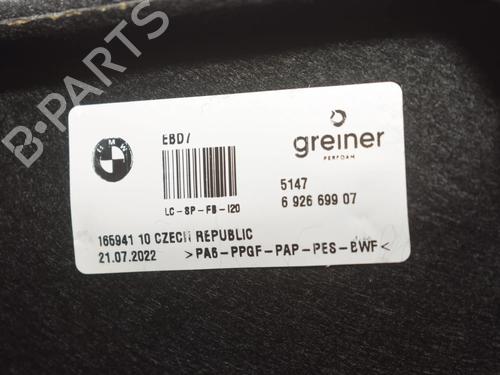 B-PARTS
BMW
EBD7
LC-8P-FB-I20
greiner
PERFOAM
5147
6 926 699 07
165941 10 CZECH REPUBLIC
21.07.2022 >PA6-PPGF-PAP-PES-BWF<